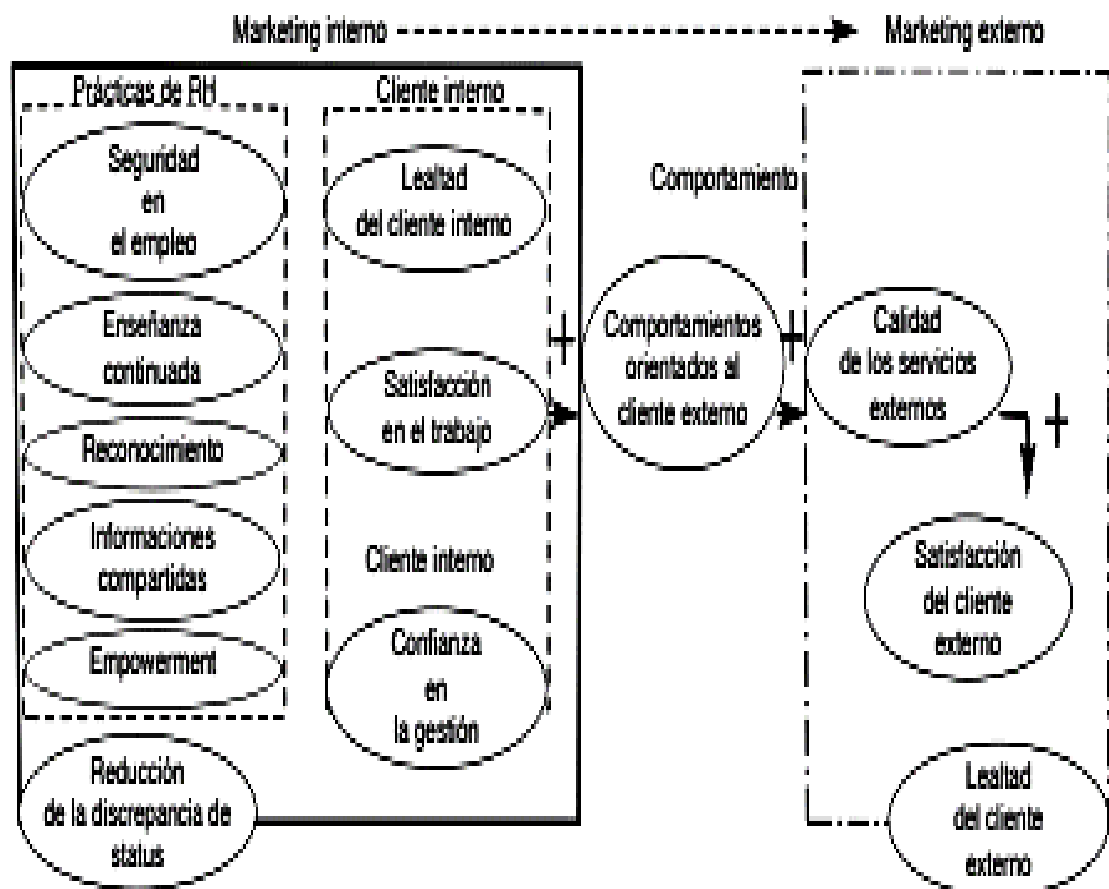 Marketing interno
Marketing externo
Prácticas de RH
Seguridad
en
el empleo
Enseñanza
continuada
Reconocimiento
Informaciones
compartidas
Empowerment
Reducción
de la discrepancia de
status
Cliente interno
Lealtad
del cliente interno
Satisfacción
en el trabajo
Cliente interno
Confianza
en
la gestión
+
Comportamiento
Comportamientos
orientados al
cliente externo
+
Calidad
de los servicios
externos
+
Satisfacción
del cliente
externo
Lealtad
del cliente
externo